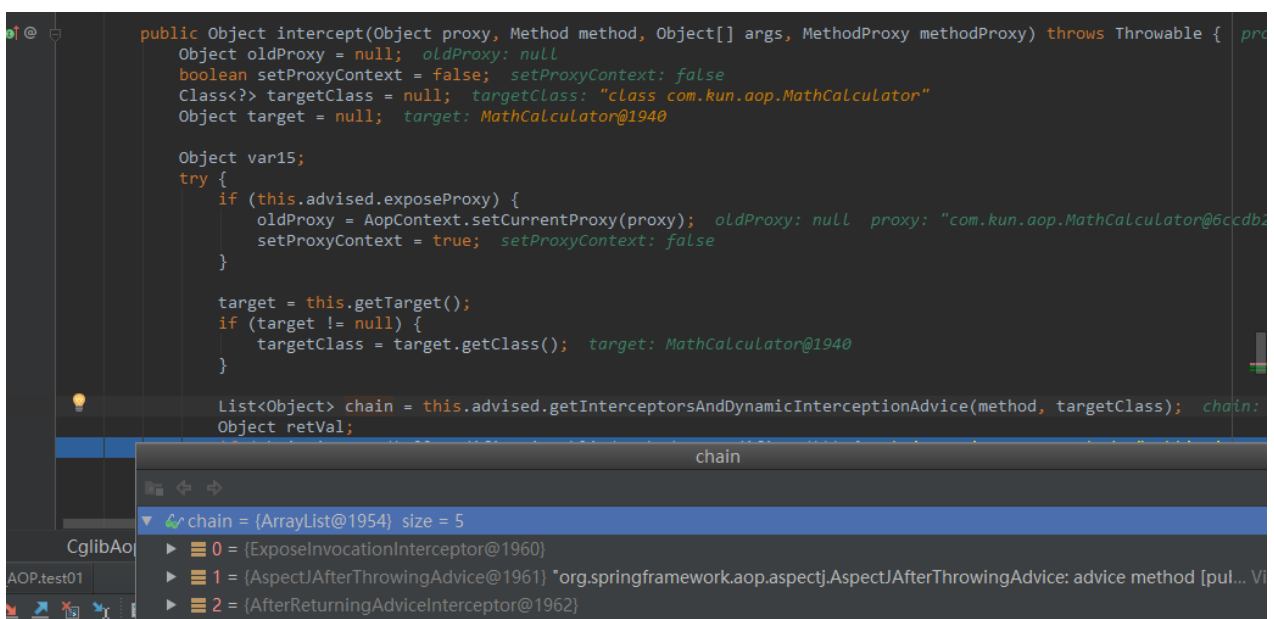 public Object intercept(Object proxy, Method method, Object[] args, MethodProxy methodProxy) throws Throwable {
Object oldProxy = null; oldProxy: null
boolean setProxyContext = false; setProxyContext: false
Class<?> targetClass = null; targetClass: "class com.kun.aop.MathCalculator"
Object target = null; target: MathCalculator@1940
Object var15;
try {
if (this.advised.exposeProxy) {
oldProxy = AopContext.setCurrentProxy(proxy); oldProxy: null proxy: "com.kun.aop.MathCalculator@6ccdb2
setProxyContext = true; setProxyContext: false
}
target = this.getTarget();
if (target != null) {
targetClass = target.getClass(); target: MathCalculator@1940
}
List<Object> chain = this.advised.getInterceptorsAndDynamicInterceptionAdvice(method, targetClass); chain:
Object retVal;
chain
chain = {ArrayList@1954} size = 5
CglibAop
0 = {ExposeInvocationInterceptor@1960}
AOP.test01
1 = {AspectJAfterThrowingAdvice@1961} "org.springframework.aop.aspectj.AspectJAfterThrowingAdvice: advice method [pul... Vi
2 = {AfterReturningAdviceInterceptor@1962}